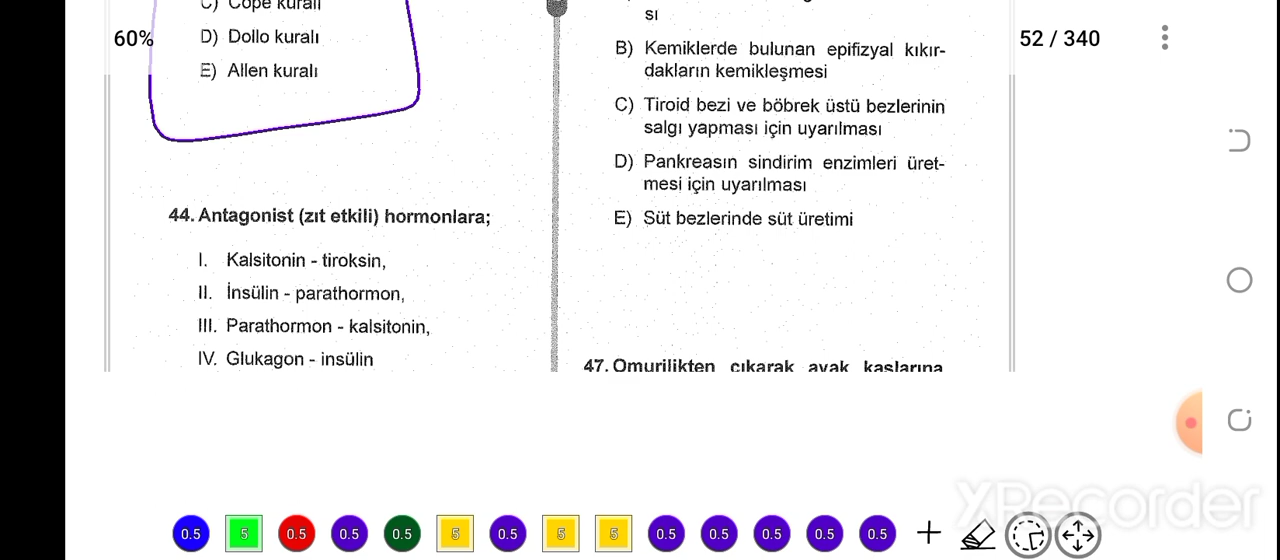 C) Cope kuralı
60%
D) Dollo kuralı
E) Allen kuralı
44. Antagonist (zıt etkili) hormonlara;
I. Kalsitonin - tiroksin,
II. İnsülin - parathormon,
III. Parathormon - kalsitonin,
IV. Glukagon - insülin
sı
B) Kemiklerde bulunan epifizyal kıkır-
dakların kemikleşmesi
C) Tiroid bezi ve böbrek üstü bezlerinin
salgı yapması için uyarılması
D) Pankreasın sindirim enzimleri üret-
mesi için uyarılması
E) Süt bezlerinde süt üretimi
47. Omurilikten çıkarak ayak kaslarına
52 / 340
0.5 5 0.5 0.5 0.5 5 0.5 5 5 0.5 0.5 0.5 0.5 0.5 +
XRecorder